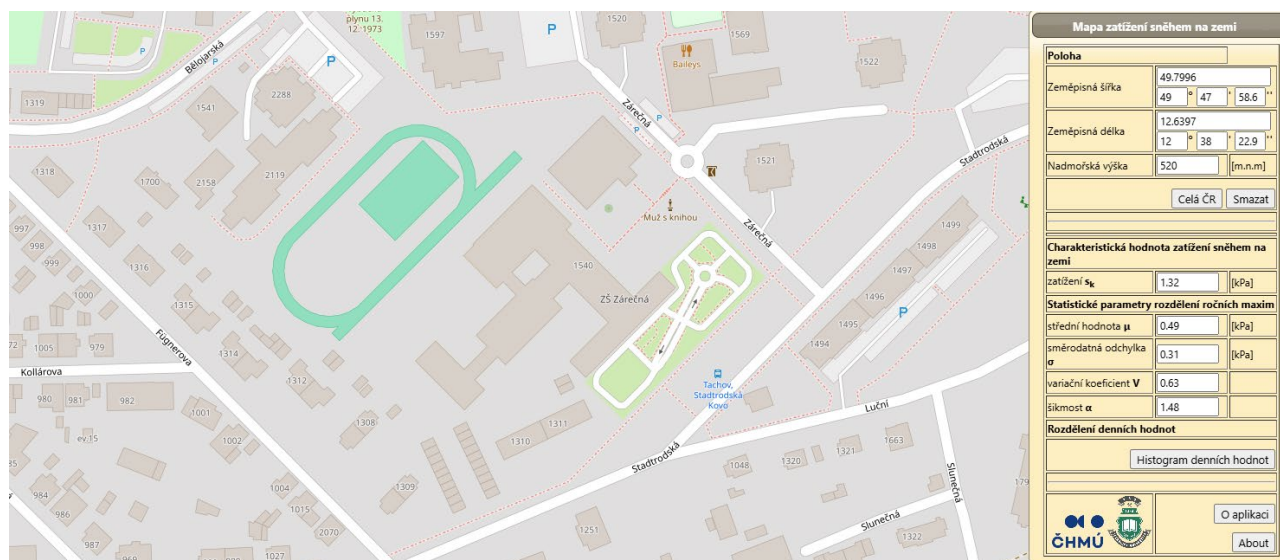 plynu 13.
12. 1973
Bělojarská
P
P
1597
1520
P
Baileys
1569
1522
1319
1541
2288
Zárečná
P
P
P
1521
Stadtrodská
1318
1700
2158
2119
1317
997
998
999
1316
Muž s knihou
Zárečná
1499
1498
1497
1496
1495
1494
P
1540
ZŠ Zárečná
1000
1314
72
1005
979
Fugnerova
Kollárova
1312
980
981
982
1001
1308
1310
1311
Tachov,
Stadtrodská
Kovo
Luční
ev.15
1002
Stadtrodská
1663
1321
1320
1048
Slunečná
984
986
987
1004
1015
2070
1027
1309
1251
Slunečná
1322
179
Mapa zatížení sněhem na zemi
Poloha
Zeměpisná šířka
49.7996
49 ° 47 ' 58.6 ''
Zeměpisná délka
12.6397
12 ° 38 ' 22.9 ''
Nadmořská výška 520 [m.n.m]
Celá ČR Smazat
Charakteristická hodnota zatížení sněhem na
zemi
zatížení sk 1.32 [kPa]
Statistické parametry rozdělení ročních maxim
střední hodnota μ 0.49 [kPa]
směrodatná odchylka
σ 0.31 [kPa]
variační koeficient V 0.63
šikmost α 1.48
Rozdělení denních hodnot
Histogram denních hodnot
ČHMÚ
O aplikaci
About